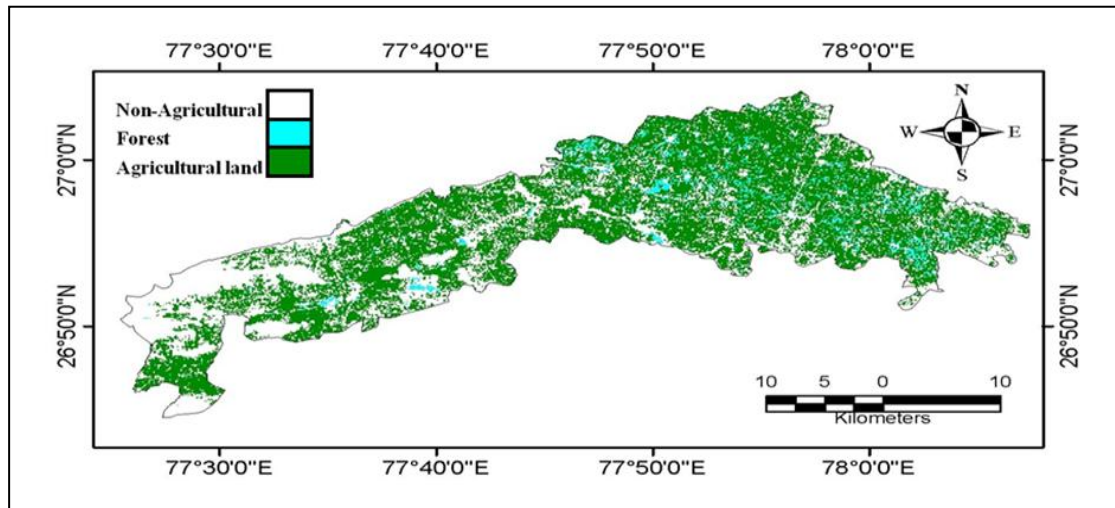 77°30'0"E 77°40'0"E 77°50'0"E 78°0'0"E
Non-Agricultural
Forest
Agricultural land
N
W E
S
27°0'0"N 27°0'0"N
26°50'0"N 26°50'0"N
10 5 0 10
Kilometers
77°30'0"E 77°40'0"E 77°50'0"E 78°0'0"E